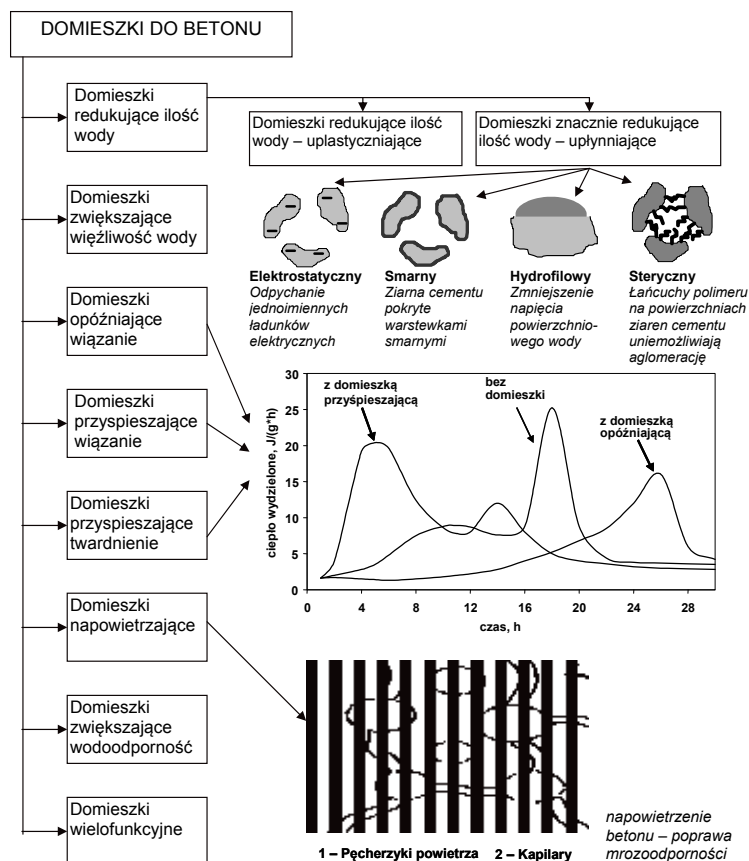 DOMIESZKI DO BETONU
Domieszki
redukujące ilość
wody
Domieszki redukujące ilość
wody – uplastyczniające
Domieszki znacznie redukujące
ilość wody – upłynniające
Domieszki
zwiększające
więźliwość wody
Elektrostatyczny
Odpychanie
jednoimiennych
ładunków
elektrycznych
Smarny
Ziarna cementu
pokryte
warstewkami
smarnymi
Hydrofilowy
Zmniejszenie
napięcia
powierzchnio-
wego wody
Steryczny
Łańcuchy polimeru
na powierzchniach
ziaren cementu
uniemożliwiają
aglomerację
Domieszki
opóźniające
wiązanie
Domieszki
przyspieszające
wiązanie
Domieszki
przyspieszające
twardnienie
ciepło wydzielone, J/(g*h)
30
25
20
15
10
5
0
z domieszką
przyśpieszającą
bez
domieszki
z domieszką
opóźniającą
0 4 8 12 16 20 24 28
czas, h
Domieszki
napowietrzające
Domieszki
zwiększające
wodoodporność
Domieszki
wielofunkcyjne
1 – Pęcherzyki powietrza 2 – Kapilary
napowietrzenie
betonu – poprawa
mrozoodporności